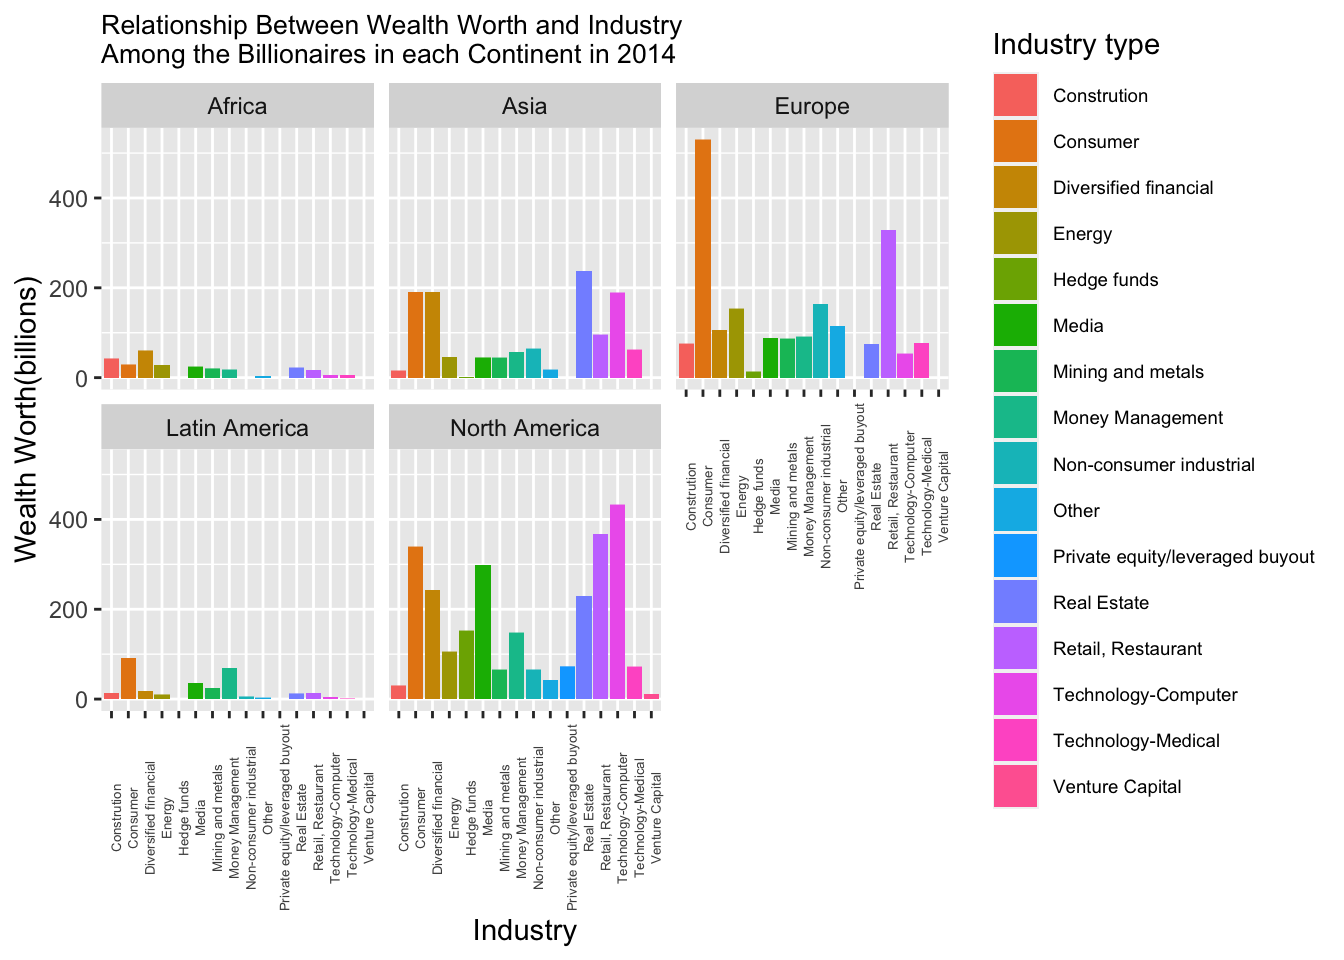 Relationship Between Wealth Worth and Industry
Among the Billionaires in each Continent in 2014
Africa
Asia
Europe
400
200
0
Constrution
Consumer
Diversified financial
Energy
Hedge funds
Media
Mining and metals
Money Management
Non-consumer industrial
Other
Private equity/leveraged buyout
Real Estate
Retail, Restaurant
Technology-Computer
Technology-Medical
Venture Capital
Latin America
North America
400
200
0
Constrution
Consumer
Diversified financial
Energy
Hedge funds
Media
Mining and metals
Money Management
Non-consumer industrial
Other
Private equity/leveraged buyout
Real Estate
Retail, Restaurant
Technology-Computer
Technology-Medical
Venture Capital
Constrution
Consumer
Diversified financial
Energy
Hedge funds
Media
Mining and metals
Money Management
Non-consumer industrial
Other
Private equity/leveraged buyout
Real Estate
Retail, Restaurant
Technology-Computer
Technology-Medical
Venture Capital
Wealth Worth(billions)
Industry
Industry type
Constrution
Consumer
Diversified financial
Energy
Hedge funds
Media
Mining and metals
Money Management
Non-consumer industrial
Other
Private equity/leveraged buyout
Real Estate
Retail, Restaurant
Technology-Computer
Technology-Medical
Venture Capital